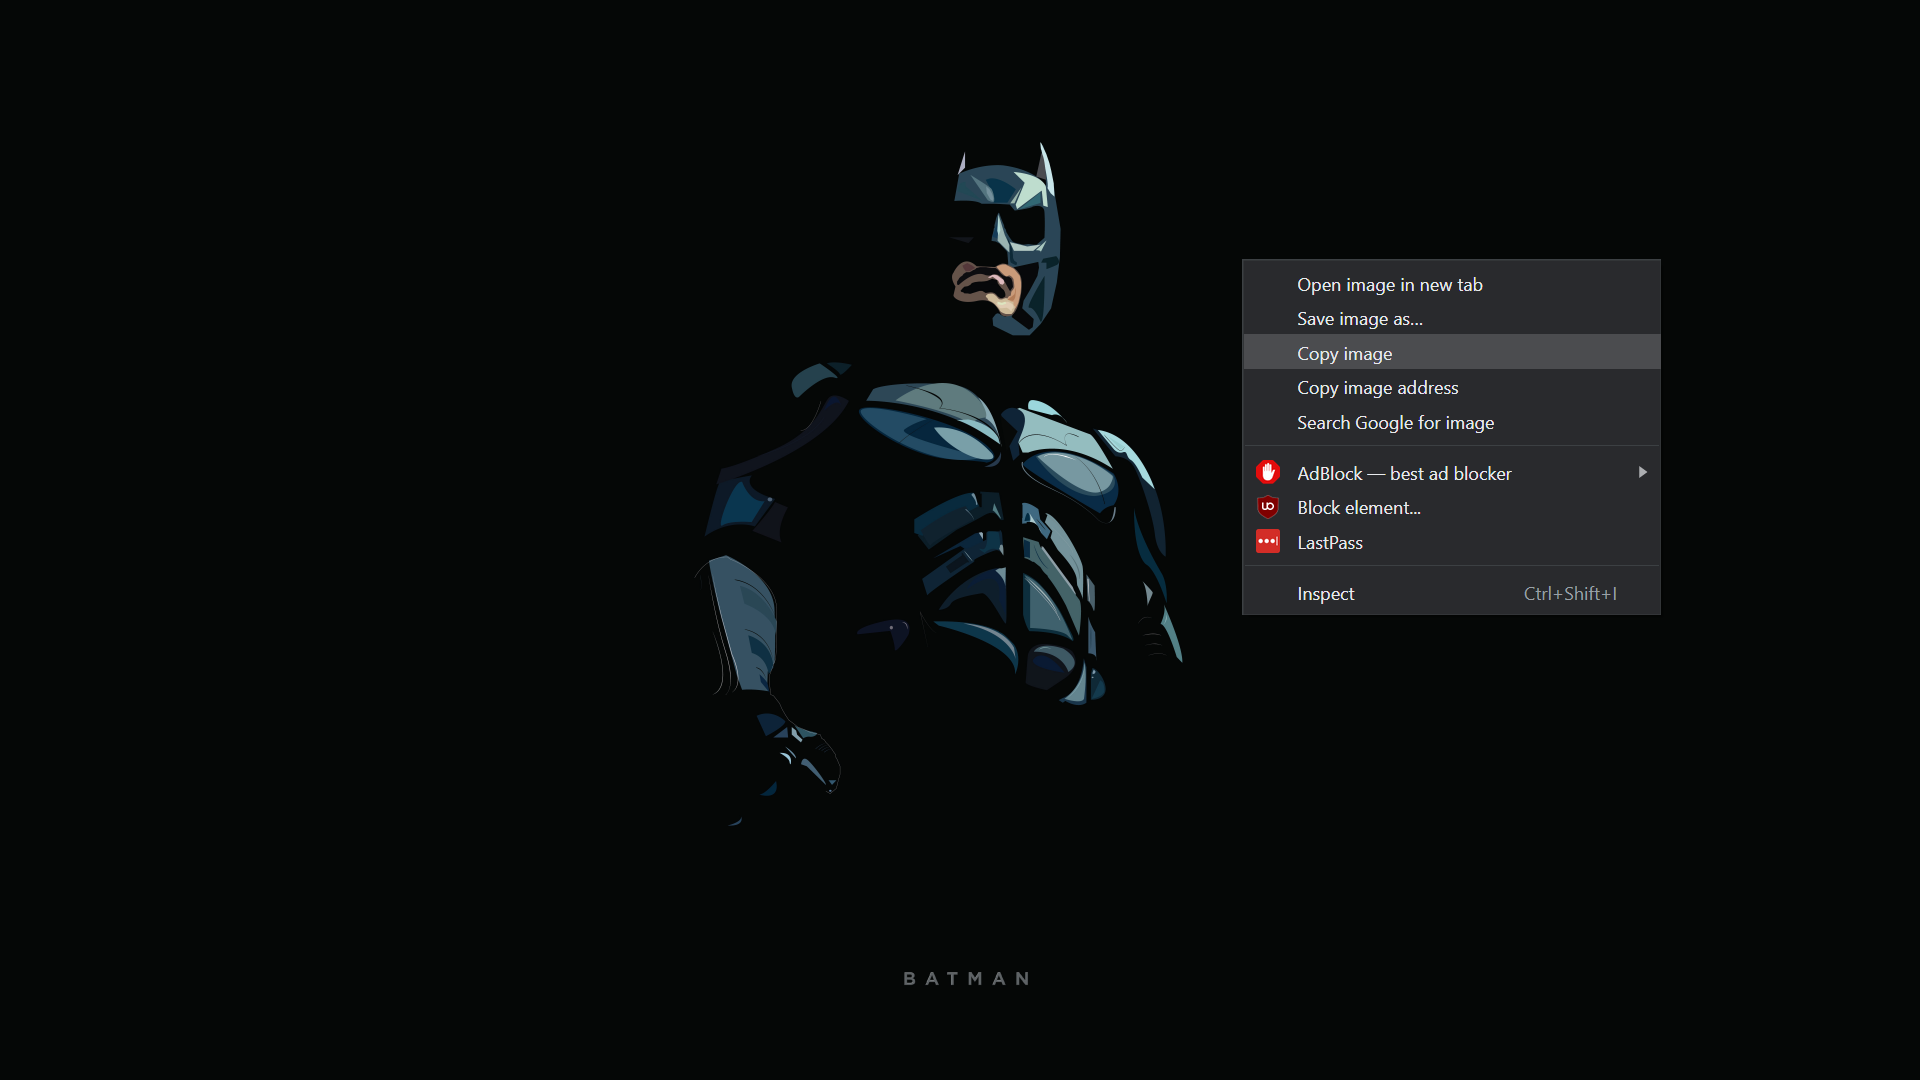 Open image in new tab
Save image as...
Copy image
Copy image address
Search Google for image
AdBlock — best ad blocker
Block element...
LastPass
Inspect Ctrl+Shift+I
BATMAN